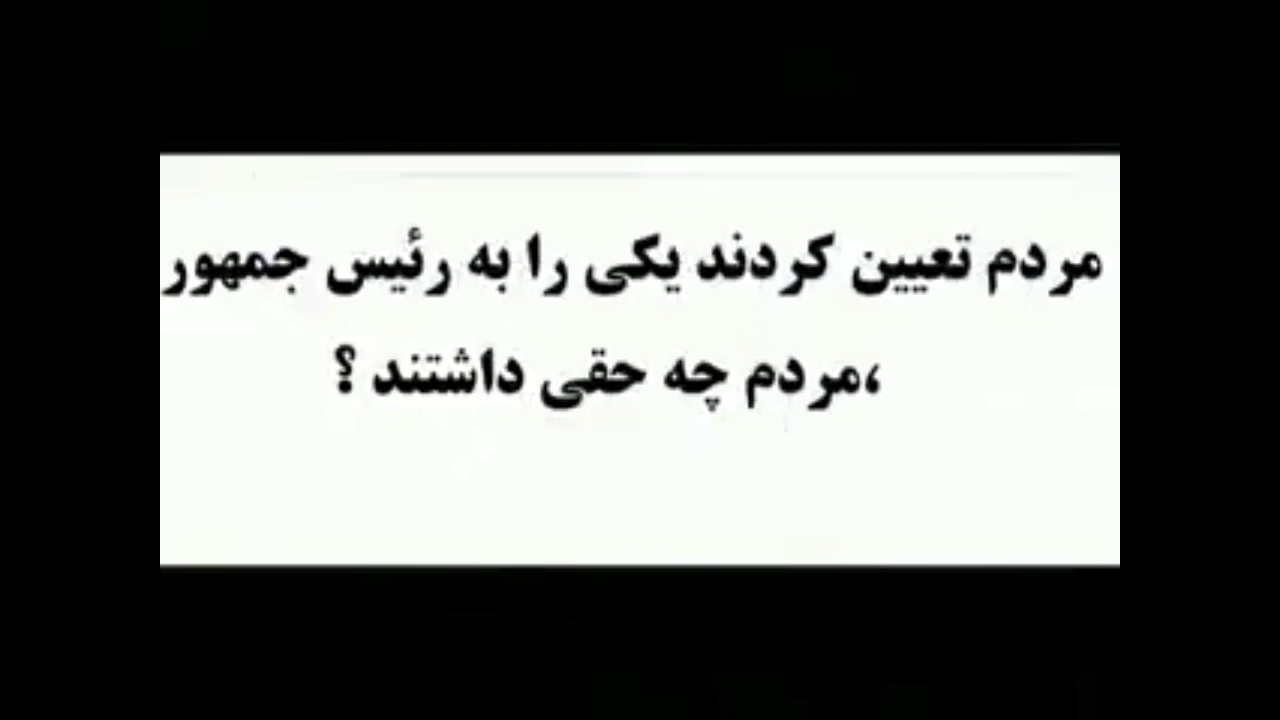 مردم تعیین کردند یکی را به رئیس جمهور
،مردم چه حقی داشتند ؟